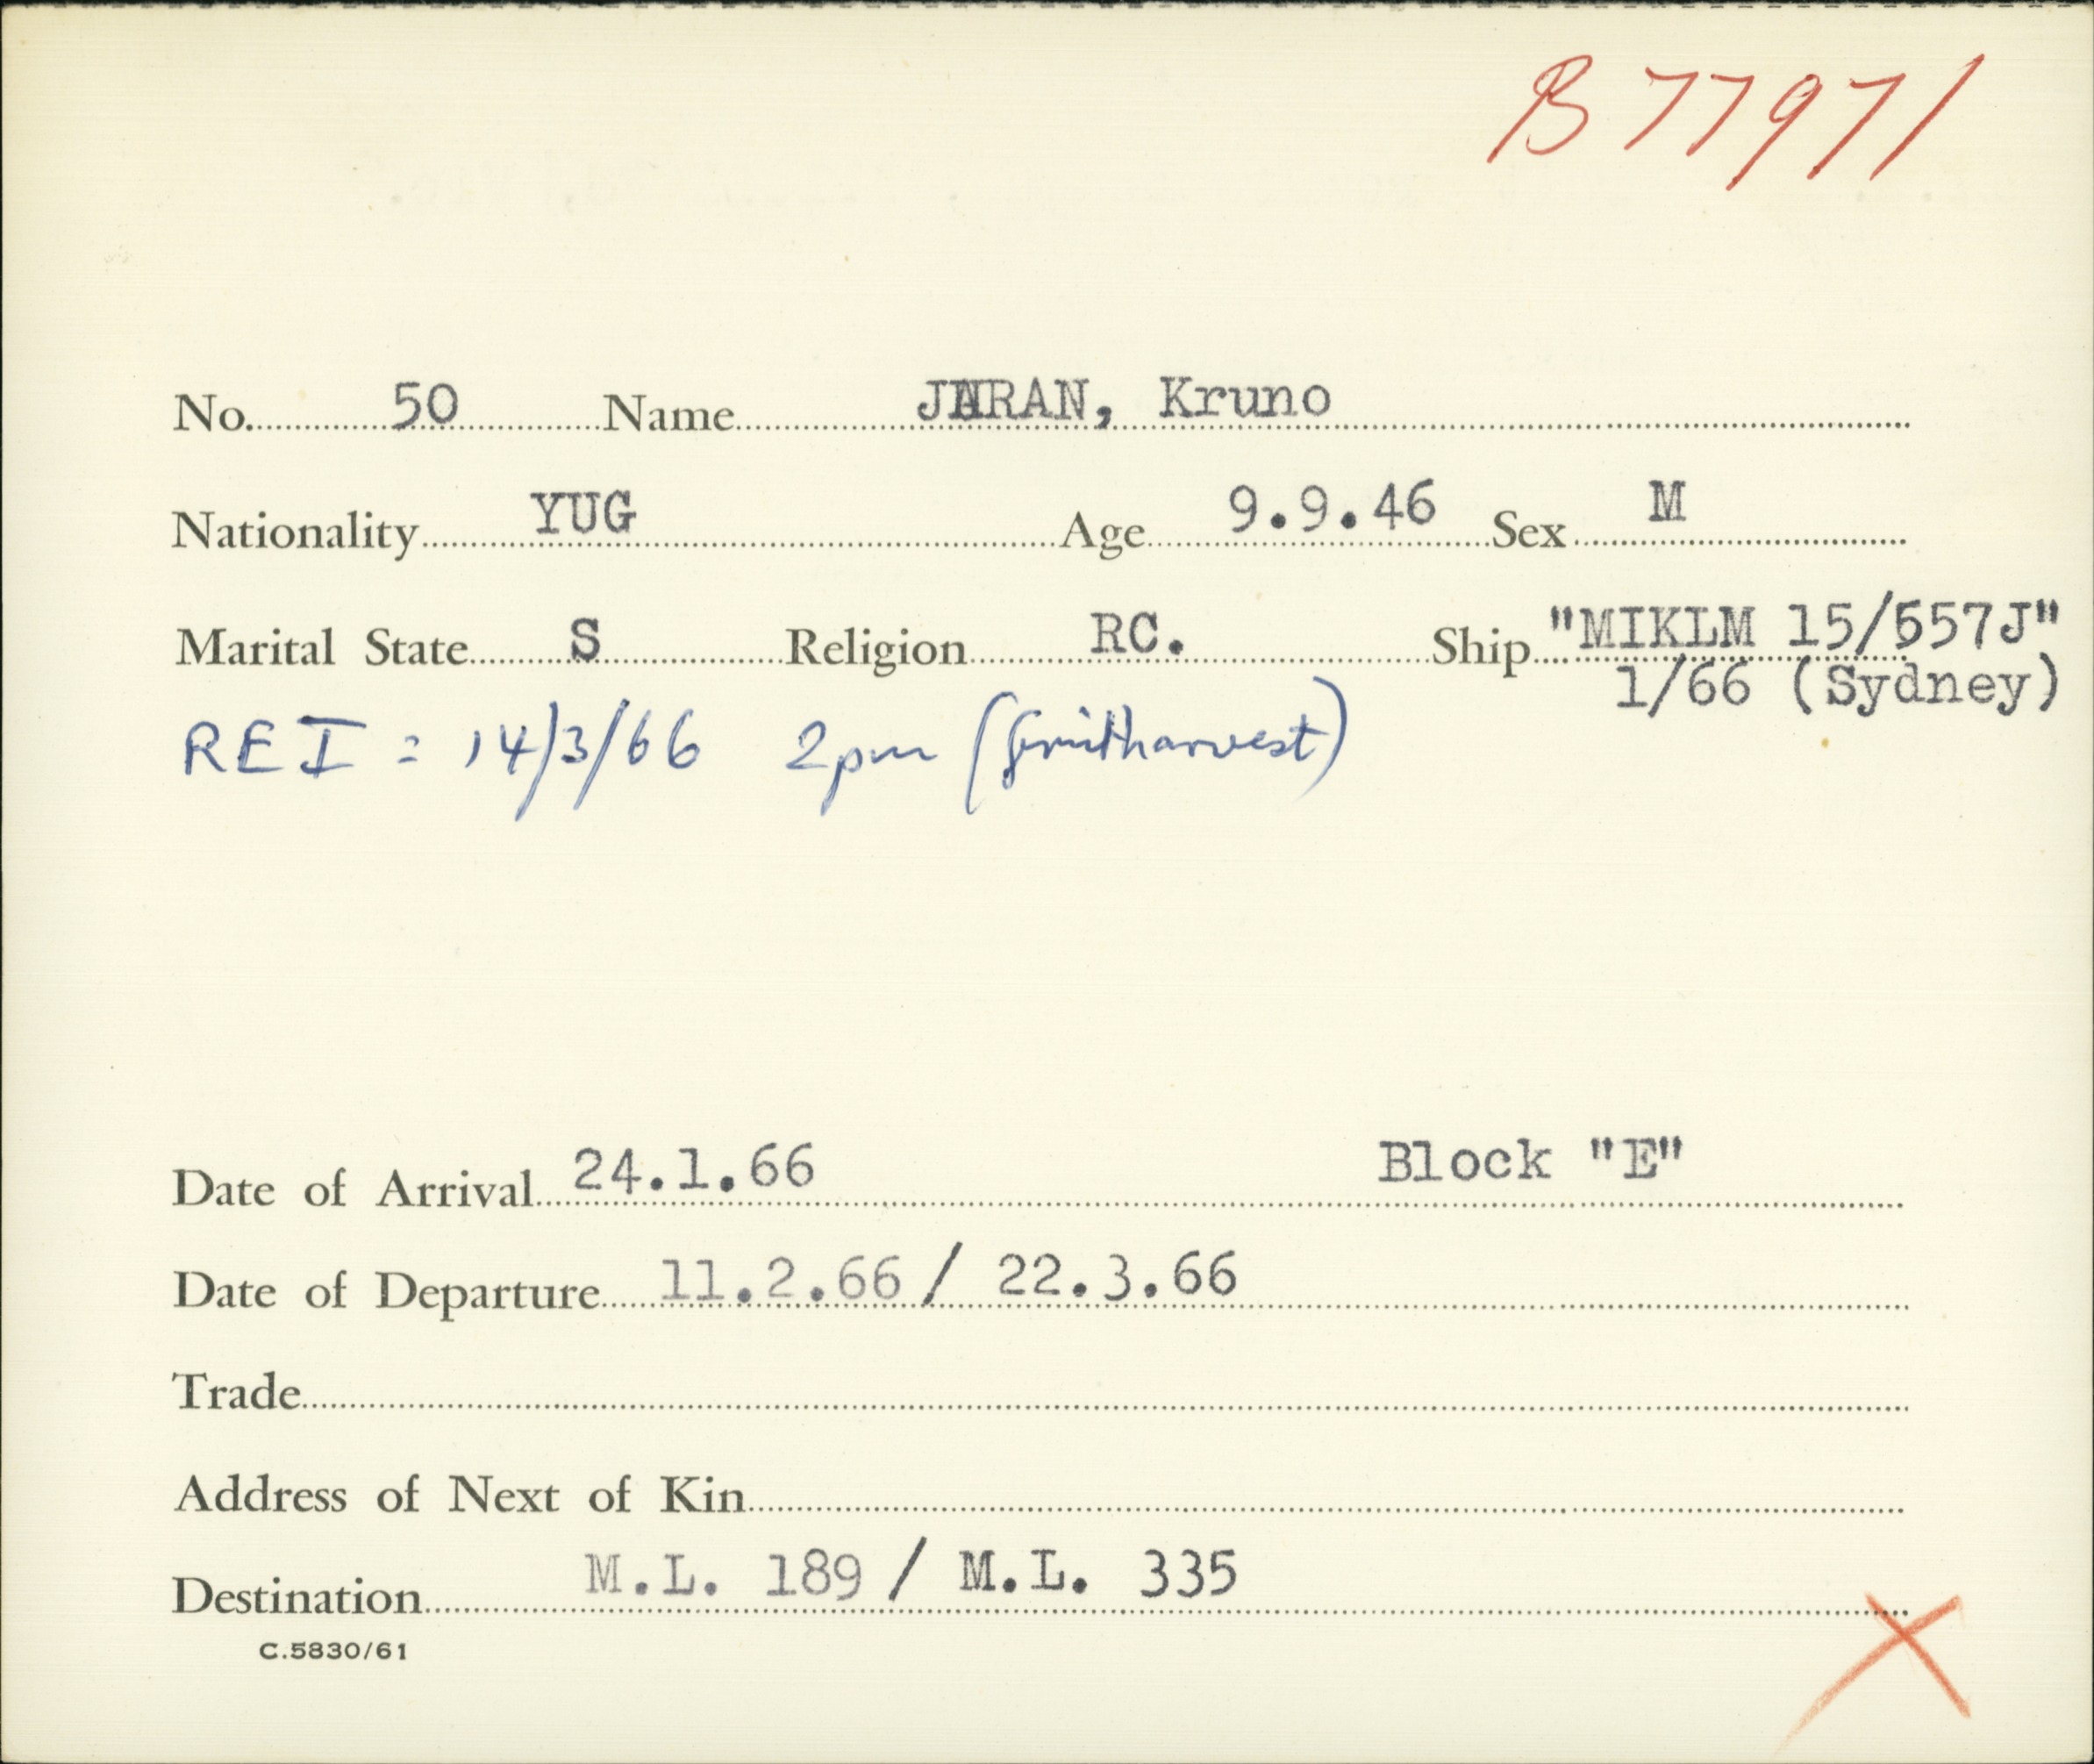 B77971
No. 50 Name Kruno
Nationality YUG Age 9.9.46 Sex M
Marital State S Religion RC. Ship "MIKLM 15/557J"
1/66 (Sydney)
REI = 14/3/66 2pm (fruitharvest)
Date of Arrival 24.1.66 Block "E"
Date of Departure 11.2.66 / 22.3.66
Trade
Address of Next of Kin
Destination M.L. 189 / M.L. 335
C.5830/61